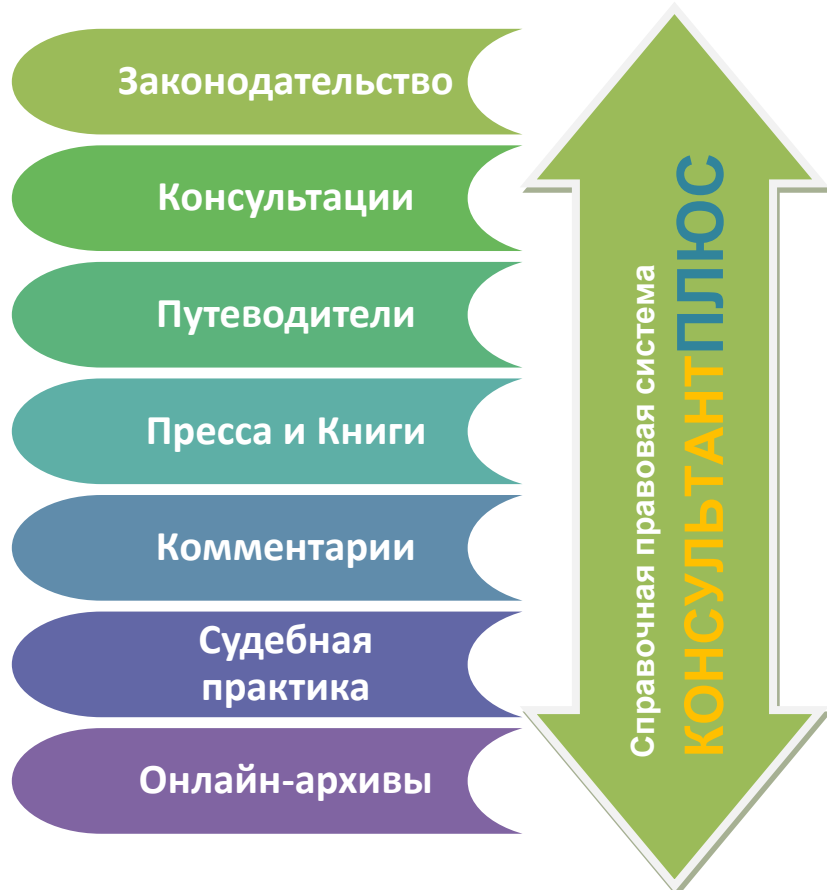 Законодательство
Консультации
Путеводители
Пресса и Книги
Комментарии
Судебная
практика
Онлайн-архивы
Справочная правовая система
КОНСУЛЬТАНТПЛЮС